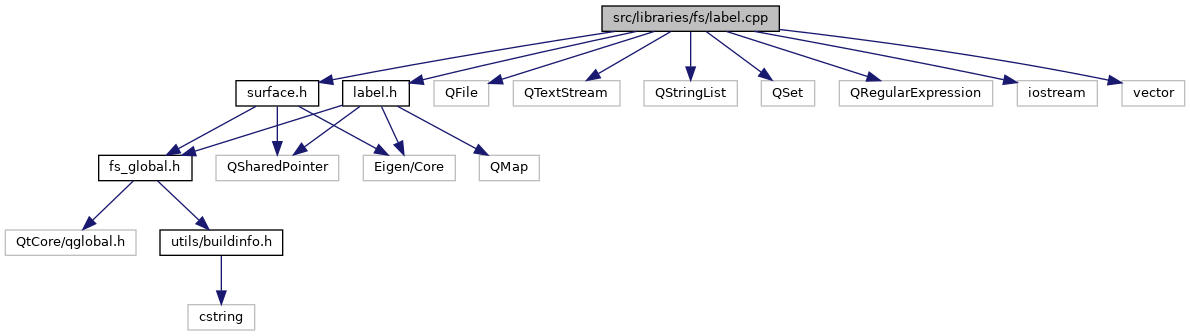 src/libraries/fs/label.cpp
surface.h
label.h
QFile
QTextStream
QStringList
QSet
QRegularExpression
iostream
vector
fs_global.h
QSharedPointer
Eigen/Core
QMap
QtCore/qglobal.h
utils/buildinfo.h
cstring